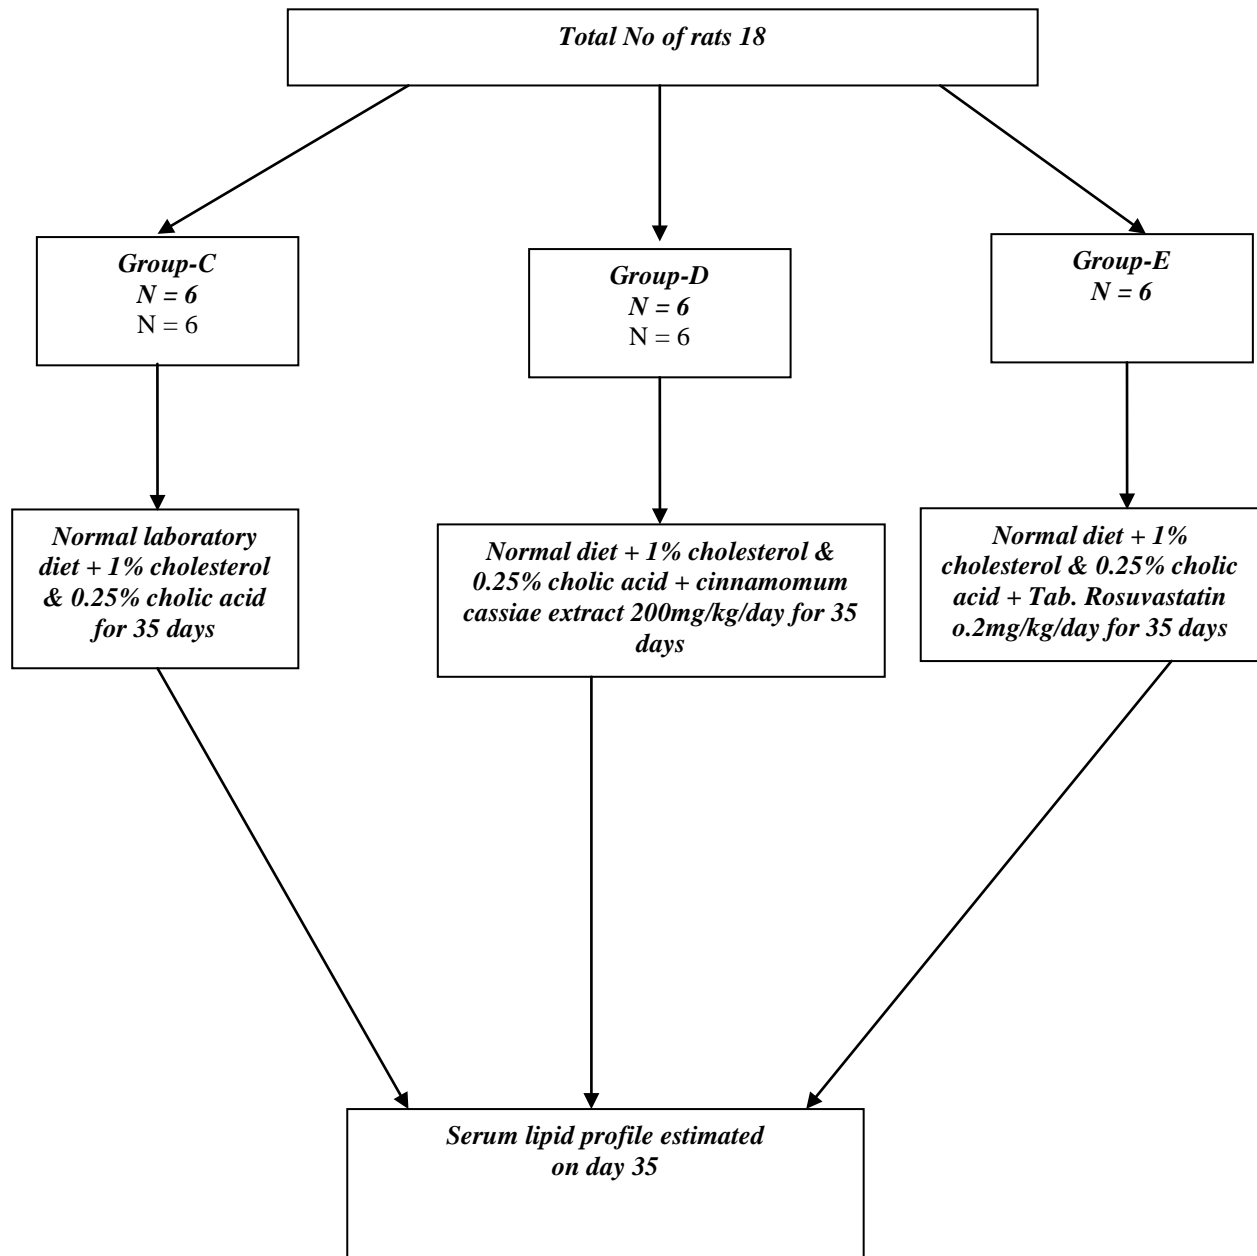 Total No of rats 18
Group-C
N = 6
N = 6
Group-D
N = 6
N = 6
Group-E
N = 6
Normal laboratory
diet + 1% cholesterol
& 0.25% cholic acid
for 35 days
Normal diet + 1% cholesterol &
0.25% cholic acid + cinnamomum
cassiae extract 200mg/kg/day for 35
days
Normal diet + 1%
cholesterol & 0.25% cholic
acid + Tab. Rosuvastatin
o.2mg/kg/day for 35 days
Serum lipid profile estimated
on day 35